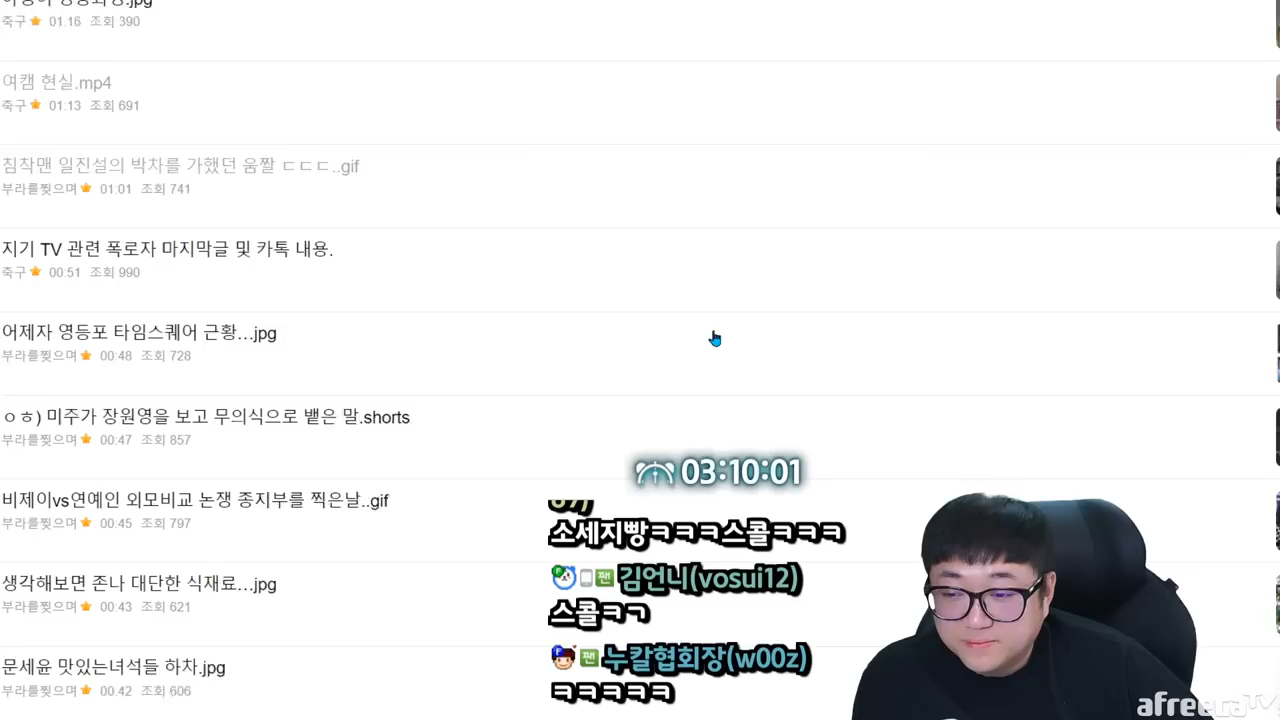 축구 01.16 조회 390
여캠 현실.mp4
축구 01:13 조회 691
침착맨 일진설의 박차를 가했던 움짤 ㄷㄷㄷ..gif
부라를찢으며 01:01 조회 741
지기 TV 관련 폭로자 마지막글 및 카톡 내용.
축구 00:51 조회 990
어제자 영등포 타임스퀘어 근황...jpg
부라를찢으며 00:48 조회 728
ㅇㅎ) 미주가 장원영을 보고 무의식으로 뱉은 말.shorts
부라를찢으며 00:47 조회 857
비제이vs연예인 외모비교 논쟁 종지부를 찍은날..gif
부라를찢으며 00:45 조회 797
생각해보면 존나 대단한 식재료...jpg
부라를찢으며 00:43 조회 621
문세윤 맛있는녀석들 하차.jpg
부라를찢으며 00:42 조회 606
03:10:01
소세지빵ㅋㅋㅋ스콜ㅋㅋㅋ
팬 김언니(vosui12)
스콜ㅋㄱ
팬 누칼협회장(w00z)
ㅋㅋㅋㅋㅋ
afreecaTV